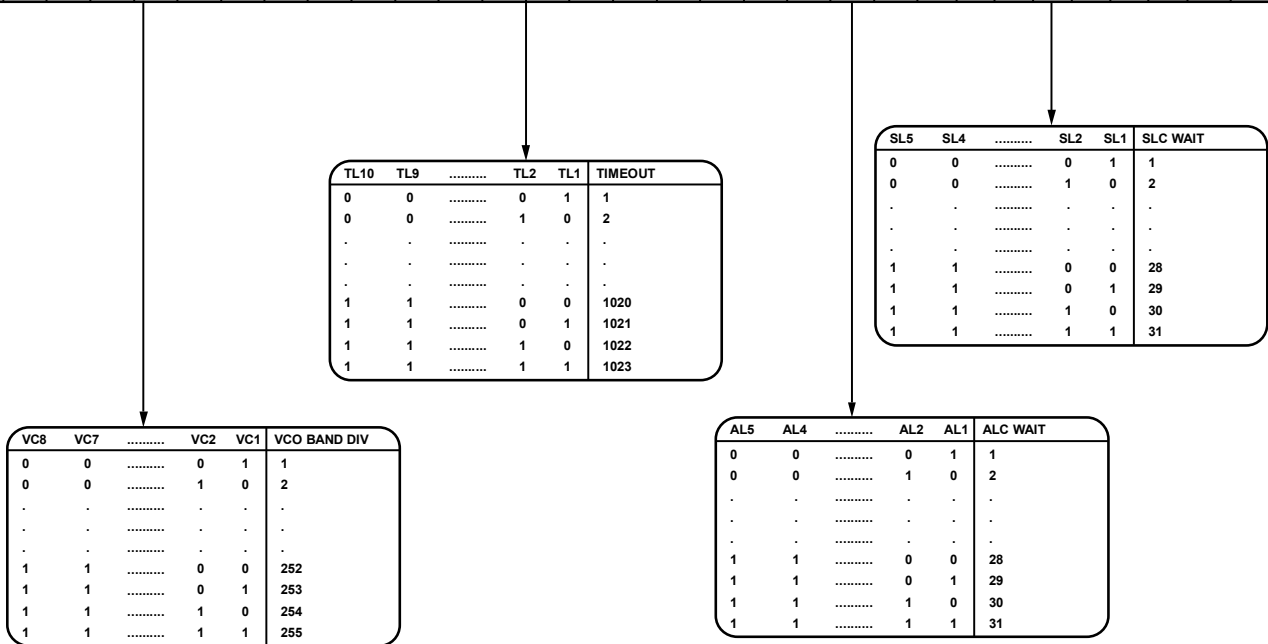 SL5 SL4 .......... SL2 SL1 SLC WAIT
0 0 .......... 0 1 1
0 0 .......... 1 0 2
. . .......... . . .
. . .......... . . .
. . .......... . . .
1 1 .......... 0 0 28
1 1 .......... 0 1 29
1 1 .......... 1 0 30
1 1 .......... 1 1 31
TL10 TL9 .......... TL2 TL1 TIMEOUT
0 0 .......... 0 1 1
0 0 .......... 1 0 2
. . .......... . . .
. . .......... . . .
. . .......... . . .
1 1 .......... 0 0 1020
1 1 .......... 0 1 1021
1 1 .......... 1 0 1022
1 1 .......... 1 1 1023
VC8 VC7 .......... VC2 VC1 VCO BAND DIV
0 0 .......... 0 1 1
0 0 .......... 1 0 2
. . .......... . . .
. . .......... . . .
. . .......... . . .
1 1 .......... 0 0 252
1 1 .......... 0 1 253
1 1 .......... 1 0 254
1 1 .......... 1 1 255
AL5 AL4 .......... AL2 AL1 ALC WAIT
0 0 .......... 0 1 1
0 0 .......... 1 0 2
. . .......... . . .
. . .......... . . .
. . .......... . . .
1 1 .......... 0 0 28
1 1 .......... 0 1 29
1 1 .......... 1 0 30
1 1 .......... 1 1 31